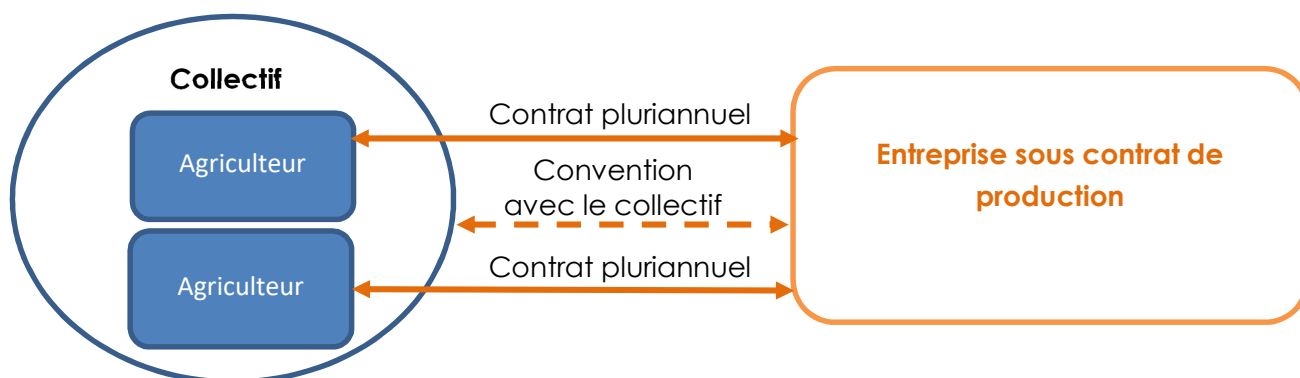 Collectif
Agriculteur
Agriculteur
Contrat pluriannuel
Convention
avec le collectif
Contrat pluriannuel
Entreprise sous contrat de
production